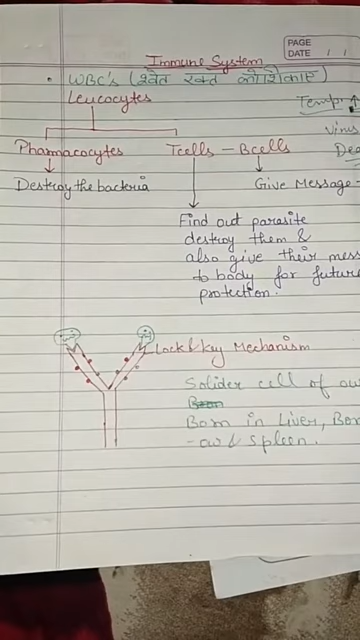 PAGE
DATE / /
Immune System
• WBC's (श्वेत रक्त कोशिकाएं)
Leucocytes
Pharmacocytes
Tcells - Bcells
Destroy the bacteria
Give Message
Find out parasite
destroy them &
also give their mess
to body for future
protection.
Lock & Key Mechanism
Solider cell of ou
Born in Liver, Bon
-ow & spleen.